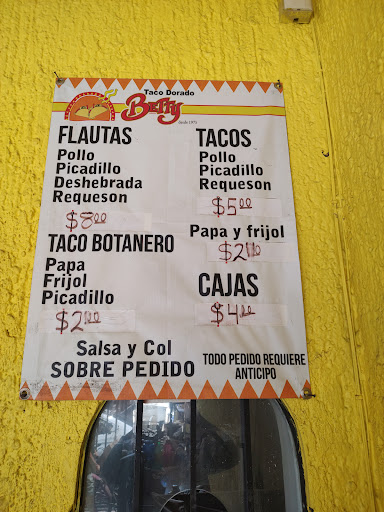 Taco Dorado
Betty
desde 1975
FLAUTAS
Pollo
Picadillo
Deshebrada
Requeson
$8.00
TACO BOTANERO
Papa
Frijol
Picadillo
$2.00
TACOS
Pollo
Picadillo
Requeson
$5.00
Papa y frijol
$2.00
CAJAS
$4.00
Salsa y Col
SOBRE PEDIDO
TODO PEDIDO REQUIERE
ANTICIPO